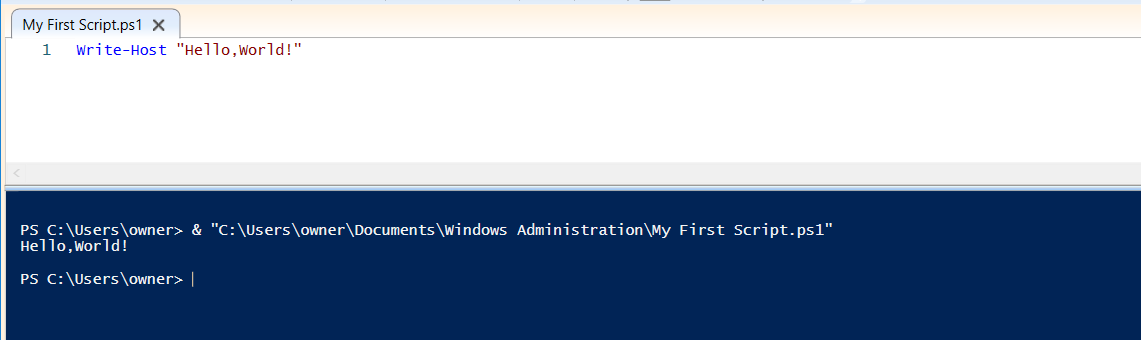 My First Script.ps1
1 Write-Host "Hello,World!"
PS C:\Users\owner> & "C:\Users\owner\Documents\Windows Administration\My First Script.ps1"
Hello,World!
PS C:\Users\owner>